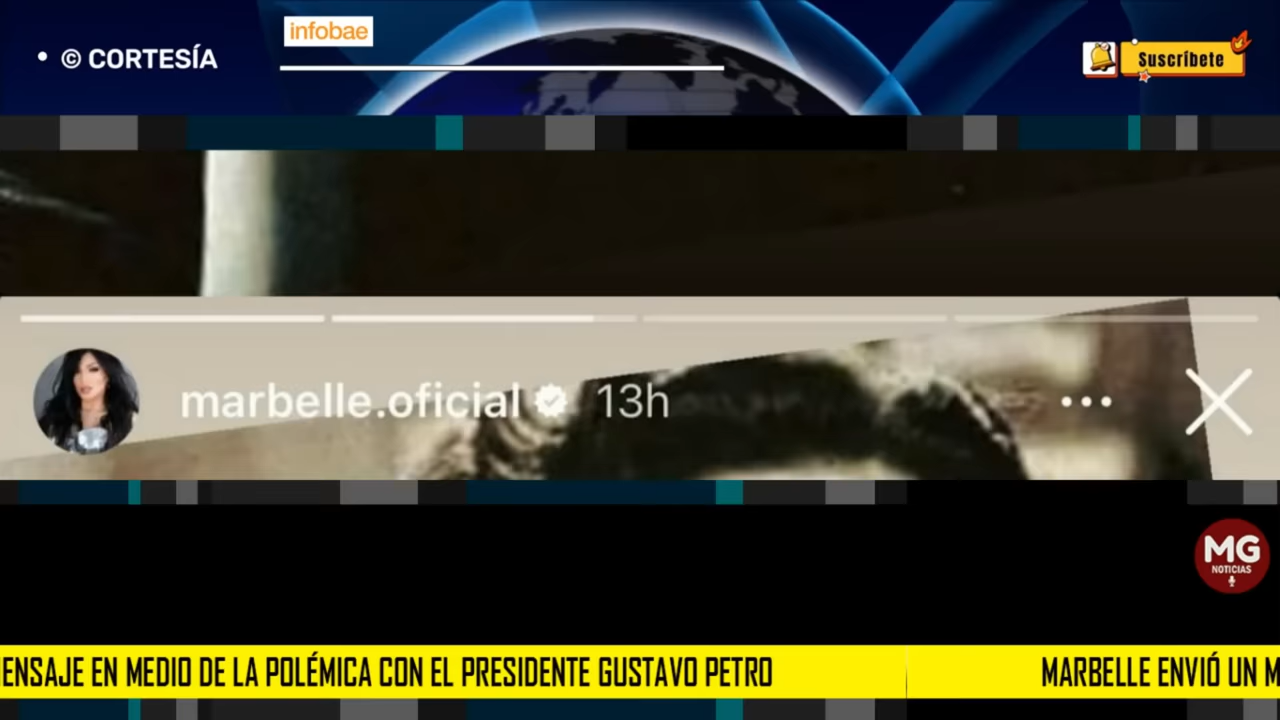 infobae
• © CORTESÍA
Suscríbete
marbelle.oficial 13h
MG
NOTICIAS
ENSAJE EN MEDIO DE LA POLÉMICA CON EL PRESIDENTE GUSTAVO PETRO
MARBELLE ENVIÓ UN M